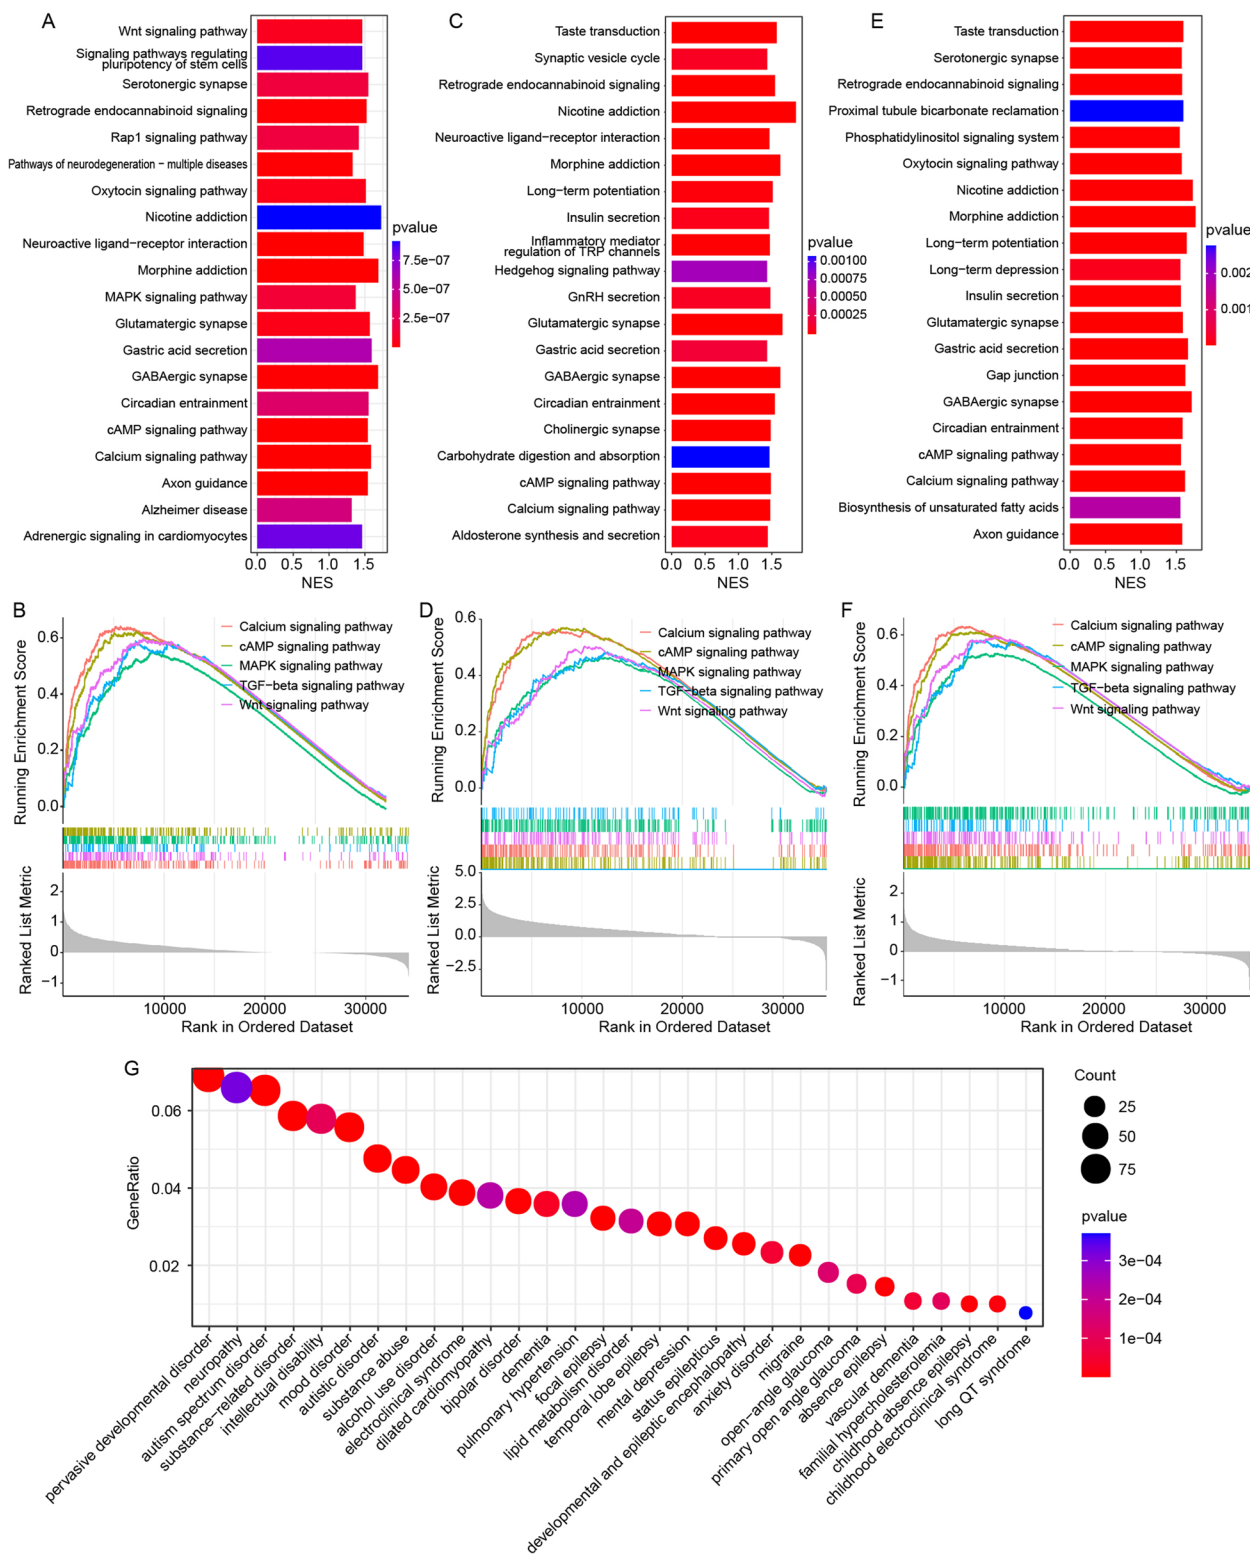 A
Wnt signaling pathway
Signaling pathways regulating
pluripotency of stem cells
Serotonergic synapse
Retrograde endocannabinoid signaling
Rap1 signaling pathway
Pathways of neurodegeneration − multiple diseases
Oxytocin signaling pathway
Nicotine addiction
Neuroactive ligand−receptor interaction
Morphine addiction
MAPK signaling pathway
Glutamatergic synapse
Gastric acid secretion
GABAergic synapse
Circadian entrainment
cAMP signaling pathway
Calcium signaling pathway
Axon guidance
Alzheimer disease
Adrenergic signaling in cardiomyocytes
0.0 0.5 1.0 1.5
NES
pvalue
7.5e−07
5.0e−07
2.5e−07
C
Taste transduction
Synaptic vesicle cycle
Retrograde endocannabinoid signaling
Nicotine addiction
Neuroactive ligand−receptor interaction
Morphine addiction
Long−term potentiation
Insulin secretion
Inflammatory mediator
regulation of TRP channels
Hedgehog signaling pathway
GnRH secretion
Glutamatergic synapse
Gastric acid secretion
GABAergic synapse
Circadian entrainment
Cholinergic synapse
Carbohydrate digestion and absorption
cAMP signaling pathway
Calcium signaling pathway
Aldosterone synthesis and secretion
0.0 0.5 1.0 1.5
NES
pvalue
0.00100
0.00075
0.00050
0.00025
E
Taste transduction
Serotonergic synapse
Retrograde endocannabinoid signaling
Proximal tubule bicarbonate reclamation
Phosphatidylinositol signaling system
Oxytocin signaling pathway
Nicotine addiction
Morphine addiction
Long−term potentiation
Long−term depression
Insulin secretion
Glutamatergic synapse
Gastric acid secretion
Gap junction
GABAergic synapse
Circadian entrainment
cAMP signaling pathway
Calcium signaling pathway
Biosynthesis of unsaturated fatty acids
Axon guidance
0.0 0.5 1.0 1.5
NES
pvalue
0.002
0.001
B
Running Enrichment Score
0.6
0.4
0.2
0.0
Calcium signaling pathway
cAMP signaling pathway
MAPK signaling pathway
TGF−beta signaling pathway
Wnt signaling pathway
Ranked List Metric
2
1
0
−1
10000 20000 30000
Rank in Ordered Dataset
D
Running Enrichment Score
0.6
0.4
0.2
0.0
Calcium signaling pathway
cAMP signaling pathway
MAPK signaling pathway
TGF−beta signaling pathway
Wnt signaling pathway
Ranked List Metric
5.0
2.5
0.0
−2.5
10000 20000 30000
Rank in Ordered Dataset
F
Running Enrichment Score
0.6
0.4
0.2
0.0
Calcium signaling pathway
cAMP signaling pathway
MAPK signaling pathway
TGF−beta signaling pathway
Wnt signaling pathway
Ranked List Metric
2
1
0
−1
10000 20000 30000
Rank in Ordered Dataset
G
GeneRatio
0.06
0.04
0.02
pervasive developmental disorder
neuropathy
autism spectrum disorder
substance−related disorder
intellectual disability
mood disorder
autistic disorder
substance abuse
alcohol use disorder
electroclinical syndrome
dilated cardiomyopathy
bipolar disorder
dementia
pulmonary hypertension
focal epilepsy
lipid metabolism disorder
temporal lobe epilepsy
mental depression
status epilepticus
developmental and epileptic encephalopathy
anxiety disorder
migraine
open−angle glaucoma
primary open angle glaucoma
absence epilepsy
vascular dementia
familial hypercholesterolemia
childhood absence epilepsy
childhood electroclinical syndrome
long QT syndrome
Count
25
50
75
pvalue
3e−04
2e−04
1e−04